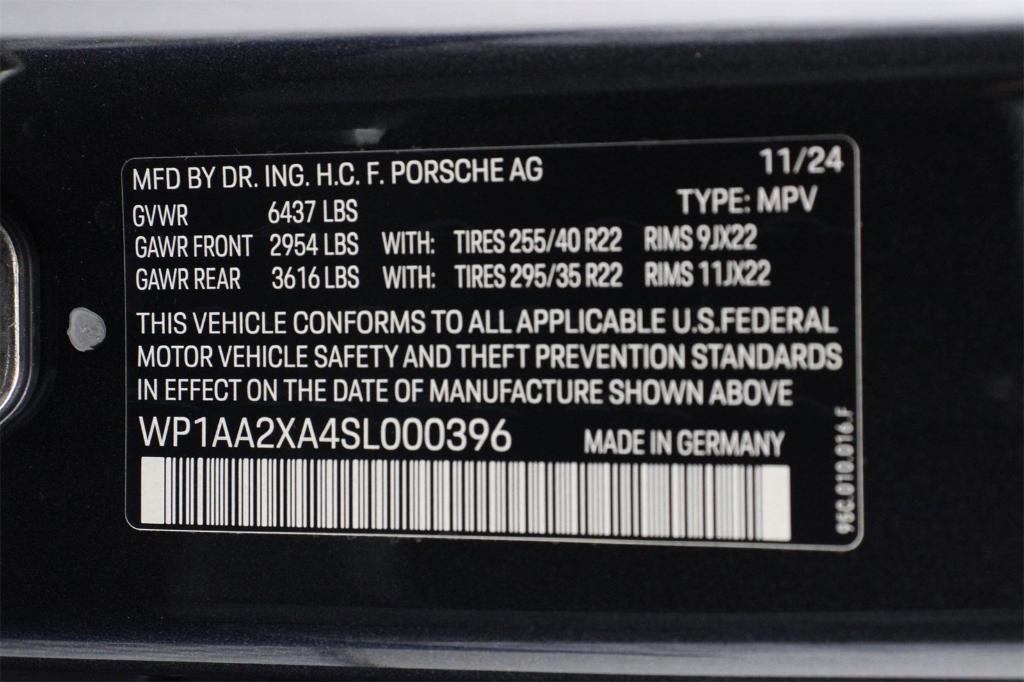 MFD BY DR. ING. H.C. F. PORSCHE AG 11/24
GVWR 6437 LBS TYPE: MPV
GAWR FRONT 2954 LBS WITH: TIRES 255/40 R22 RIMS 9JX22
GAWR REAR 3616 LBS WITH: TIRES 295/35 R22 RIMS 11JX22
THIS VEHICLE CONFORMS TO ALL APPLICABLE U.S.FEDERAL
MOTOR VEHICLE SAFETY AND THEFT PREVENTION STANDARDS
IN EFFECT ON THE DATE OF MANUFACTURE SHOWN ABOVE
WP1AA2XA4SL000396 MADE IN GERMANY
95C.010.016.F